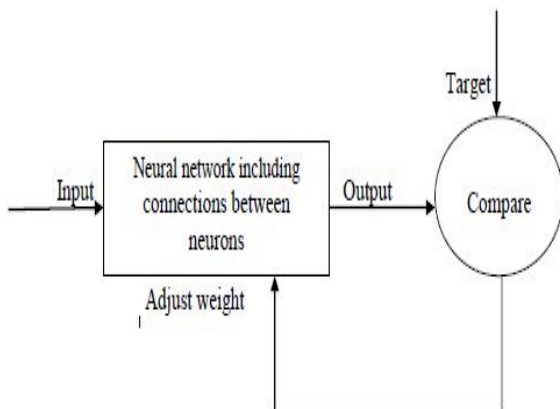 Target
Neural network including
Input
connections between
Output
Compare
neurons
Adjust weight